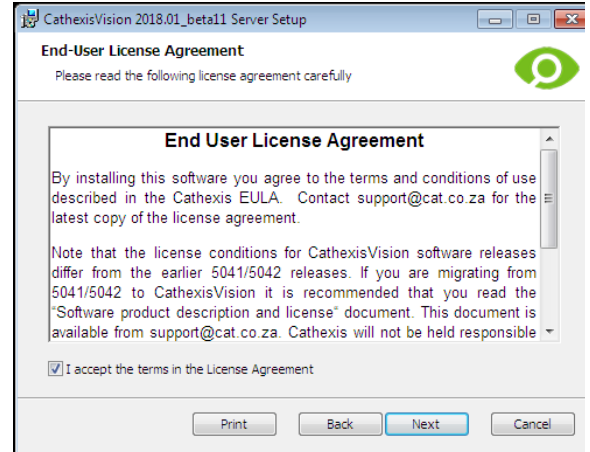 CathexisVision 2018.01_beta11 Server Setup
End-User License Agreement
Please read the following license agreement carefully
End User License Agreement
By installing this software you agree to the terms and conditions of use
described in the Cathexis EULA. Contact support@cat.co.za for the
latest copy of the license agreement.
Note that the license conditions for CathexisVision software releases
differ from the earlier 5041/5042 releases. If you are migrating from
5041/5042 to CathexisVision it is recommended that you read the
“Software product description and license“ document. This document is
available from support@cat.co.za. Cathexis will not be held responsible
I accept the terms in the License Agreement
Print Back Next Cancel